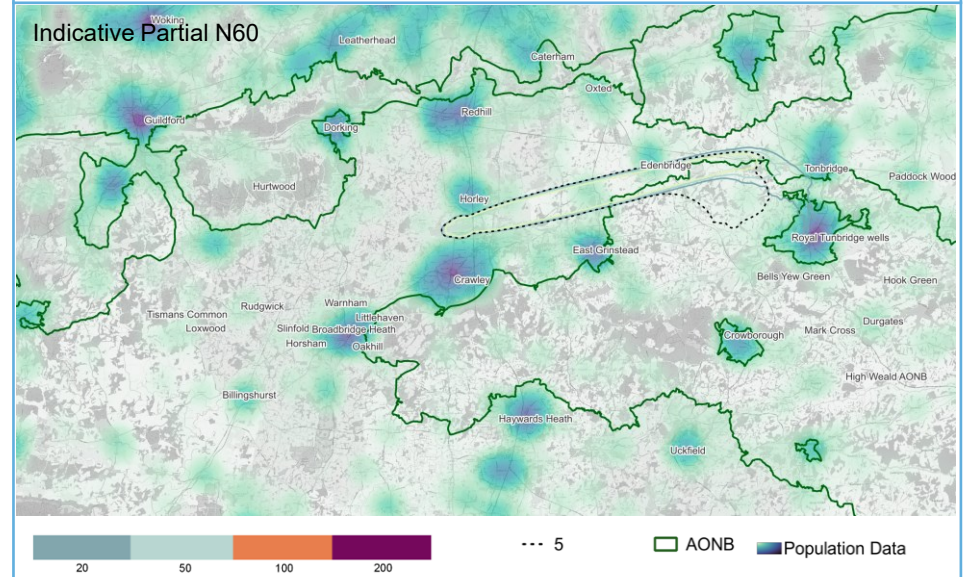 Indicative Partial N60
Woking
Leatherhead
Caterham
Oxted
Redhill
Guildford
Dorking
Edenbridge
Tonbridge
Paddock Wood
Hurtwood
Horley
Royal Tunbridge wells
East Grinstead
Crawley
Bells Yew Green
Hook Green
Warnham
Rudgwick
Tismans Common
Littlehaven
Loxwood
Slinfold
Broadbridge Heath
Horsham
Oakhill
Durgates
Mark Cross
Crowborough
High Weald AONB
Billingshurst
Haywards Heath
Uckfield
5
AONB
Population Data
20
50
100
200